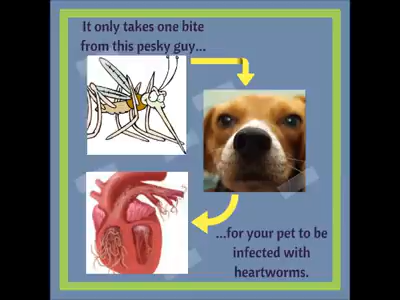 It only takes one bite
from this pesky guy...
...for your pet to be
infected with
heartworms.